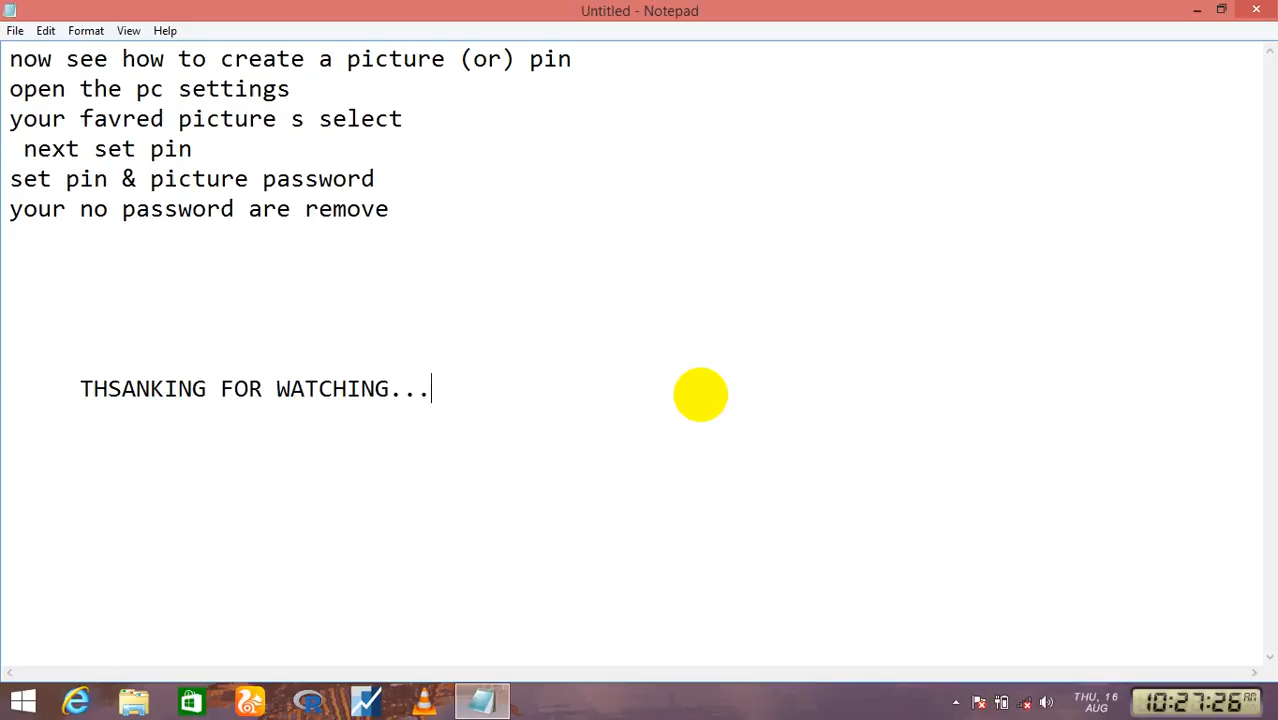 Untitled - Notepad
File Edit Format View Help
now see how to create a picture (or) pin
open the pc settings
your favred picture s select
next set pin
set pin & picture password
your no password are remove
THSANKING FOR WATCHING...
THU, 16
AUG
10:27:26 AM